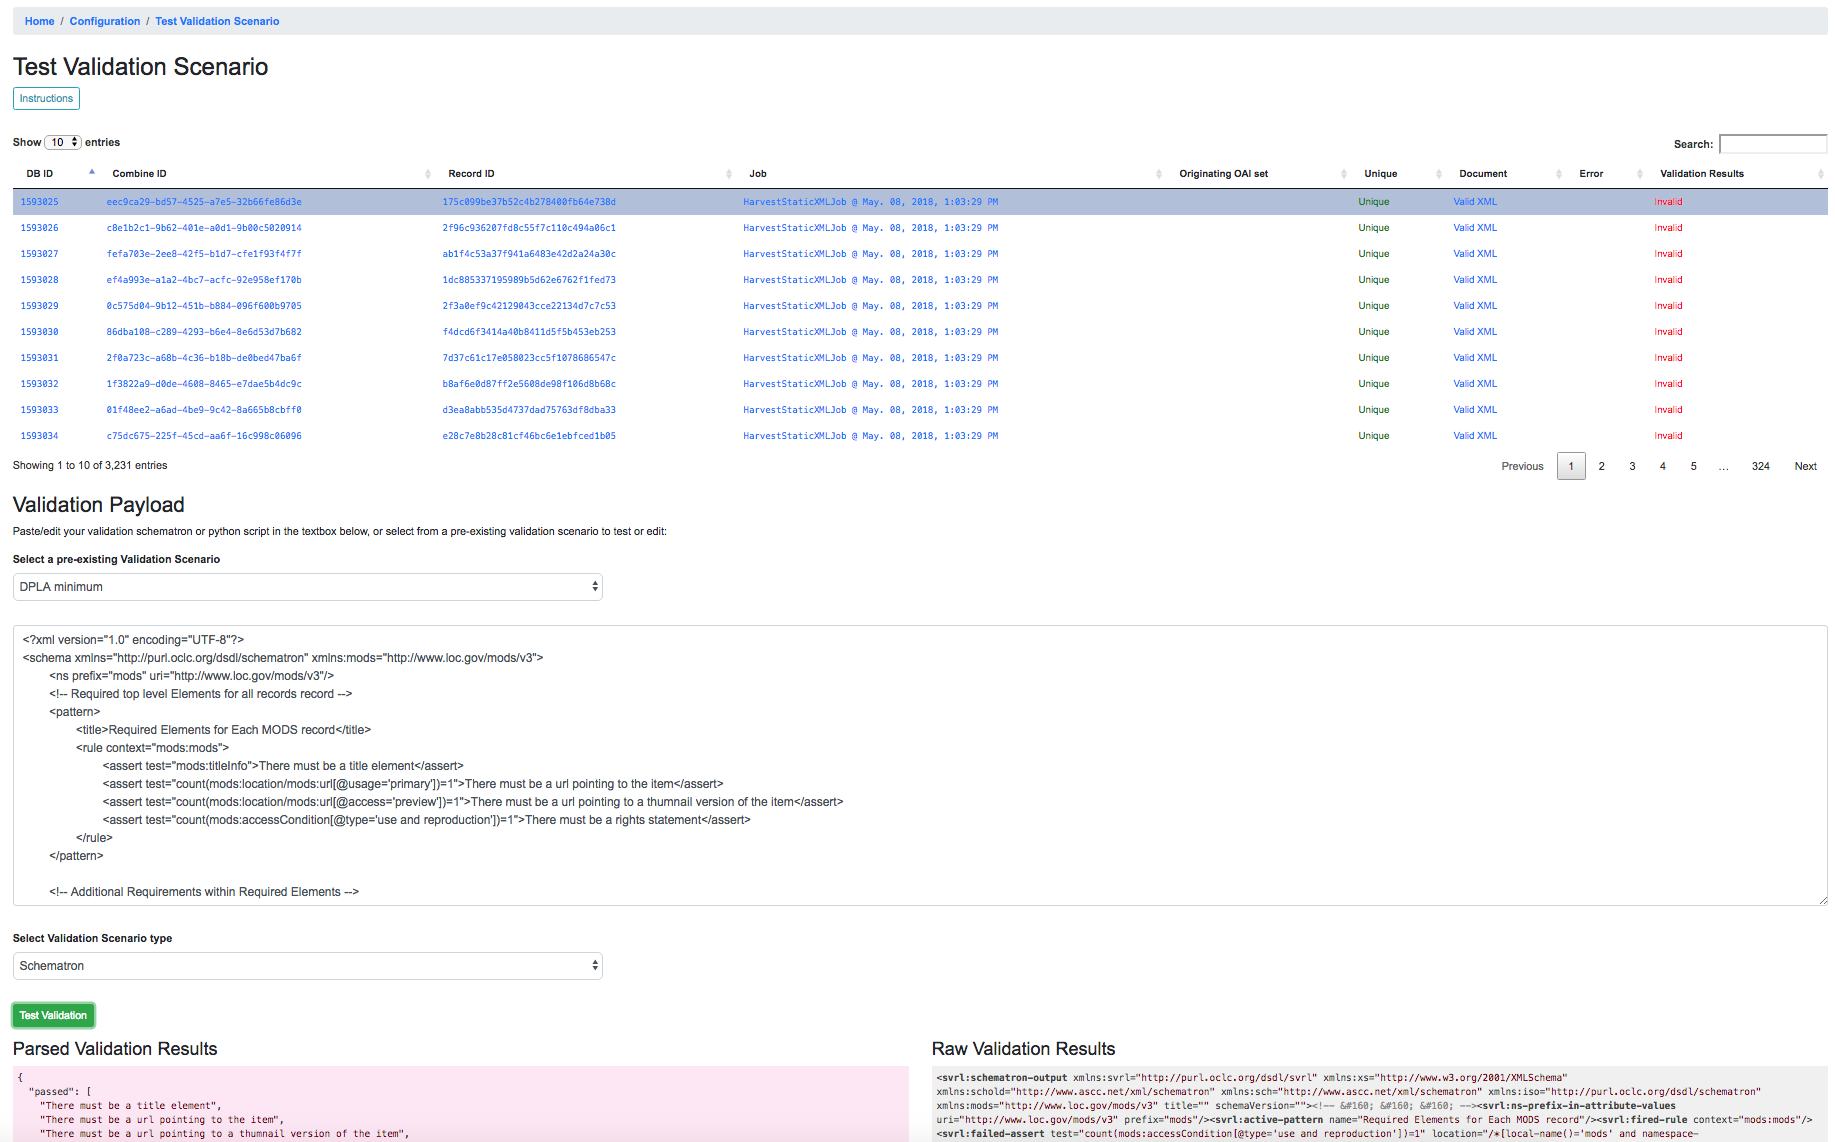 Home / Configuration / Test Validation Scenario
Test Validation Scenario
Instructions
Show 10 entries
Search:
DB ID Combine ID Record ID Job Originating OAI set Unique Document Error Validation Results
1593025 eec9ca29-bd57-4525-a7e5-32b66fe86d3e 175c099be37b52c4b278400fb64e738d HarvestStaticXMLJob @ May. 08, 2018, 1:03:29 PM Unique Valid XML Invalid
1593026 c8e1b2c1-9b62-401e-a0d1-9b00c5020914 2f96c936207fd8c55f7c110c494a06c1 HarvestStaticXMLJob @ May. 08, 2018, 1:03:29 PM Unique Valid XML Invalid
1593027 fefa703e-2ee8-42f5-b1d7-cfe1f93f4f7f ab1f4c53a37f941a6483e42d2a24a30c HarvestStaticXMLJob @ May. 08, 2018, 1:03:29 PM Unique Valid XML Invalid
1593028 ef4a993e-a1a2-4bc7-acfc-92e958ef170b 1dc885337195989b5d62e6762f1fed73 HarvestStaticXMLJob @ May. 08, 2018, 1:03:29 PM Unique Valid XML Invalid
1593029 0c575d04-9b12-451b-b884-096f600b9705 2f3a0ef9c42129043cce22134d7c7c53 HarvestStaticXMLJob @ May. 08, 2018, 1:03:29 PM Unique Valid XML Invalid
1593030 86dba108-c289-4293-b6e4-8e6d53d7b682 f4dcd6f3414a40b8411d5f5b453eb253 HarvestStaticXMLJob @ May. 08, 2018, 1:03:29 PM Unique Valid XML Invalid
1593031 2f0a723c-a68b-4c36-b18b-de0bed47ba6f 7d37c61c17e058023cc5f1078686547c HarvestStaticXMLJob @ May. 08, 2018, 1:03:29 PM Unique Valid XML Invalid
1593032 1f3822a9-d0de-4608-8465-e7dae5b4dc9c b8af6e0d87ff2e5608de98f106d8b68c HarvestStaticXMLJob @ May. 08, 2018, 1:03:29 PM Unique Valid XML Invalid
1593033 01f48ee2-a6ad-4be9-9c42-8a665b8cbff0 d3ea8abb535d4737dad75763df8dba33 HarvestStaticXMLJob @ May. 08, 2018, 1:03:29 PM Unique Valid XML Invalid
1593034 c75dc675-225f-45cd-aa6f-16c998c06096 e28c7e8b28c81cf46bc6e1ebfced1b05 HarvestStaticXMLJob @ May. 08, 2018, 1:03:29 PM Unique Valid XML Invalid
Showing 1 to 10 of 3,231 entries
Previous 1 2 3 4 5 … 324 Next
Validation Payload
Paste/edit your validation schematron or python script in the textbox below, or select from a pre-existing validation scenario to test or edit:
Select a pre-existing Validation Scenario
DPLA minimum
<?xml version="1.0" encoding="UTF-8"?>
<schema xmlns="http://purl.oclc.org/dsdl/schematron" xmlns:mods="http://www.loc.gov/mods/v3">
<ns prefix="mods" uri="http://www.loc.gov/mods/v3"/>
<!-- Required top level Elements for all records record -->
<pattern>
<title>Required Elements for Each MODS record</title>
<rule context="mods:mods">
<assert test="mods:titleInfo">There must be a title element</assert>
<assert test="count(mods:location/mods:url[@usage='primary'])=1">There must be a url pointing to the item</assert>
<assert test="count(mods:location/mods:url[@access='preview'])=1">There must be a url pointing to a thumnail version of the item</assert>
<assert test="count(mods:accessCondition[@type='use and reproduction'])=1">There must be a rights statement</assert>
</rule>
</pattern>
<!-- Additional Requirements within Required Elements -->
Select Validation Scenario type
Schematron
Test Validation
Parsed Validation Results
{
"passed": [
"There must be a title element",
"There must be a url pointing to the item",
"There must be a url pointing to a thumnail version of the item",
Raw Validation Results
<svrl:schematron-output xmlns:svrl="http://purl.oclc.org/dsdl/svrl" xmlns:xs="http://www.w3.org/2001/XMLSchema"
xmlns:schold="http://www.ascc.net/xml/schematron" xmlns:sch="http://www.ascc.net/xml/schematron" xmlns:iso="http://purl.oclc.org/dsdl/schematron"
xmlns:mods="http://www.loc.gov/mods/v3" title="" schemaVersion=""><!-- &#160; &#160; &#160; --><svrl:ns-prefix-in-attribute-values
uri="http://www.loc.gov/mods/v3" prefix="mods"/><svrl:active-pattern name="Required Elements for Each MODS record"/><svrl:fired-rule context="mods:mods"/>
<svrl:failed-assert test="count(mods:accessCondition[@type='use and reproduction'])=1" location="/*[local-name()='mods' and namespace-